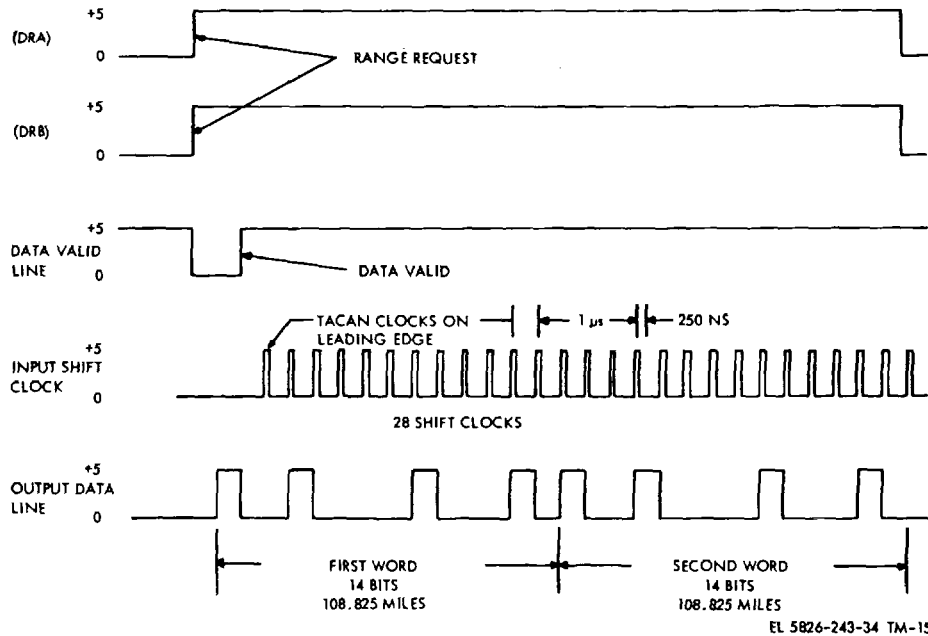 +5
(DRA)
0
RANGE REQUEST
+5
(DRB)
0
+5
DATA VALID
LINE
0
DATA VALID
TACAN CLOCKS ON
LEADING EDGE
1 µs
250 NS
+5
INPUT SHIFT
CLOCK
0
28 SHIFT CLOCKS
+5
OUTPUT DATA
LINE
0
FIRST WORD
14 BITS
108.825 MILES
SECOND WORD
14 BITS
108.825 MILES
EL 5826-243-34 TM-15